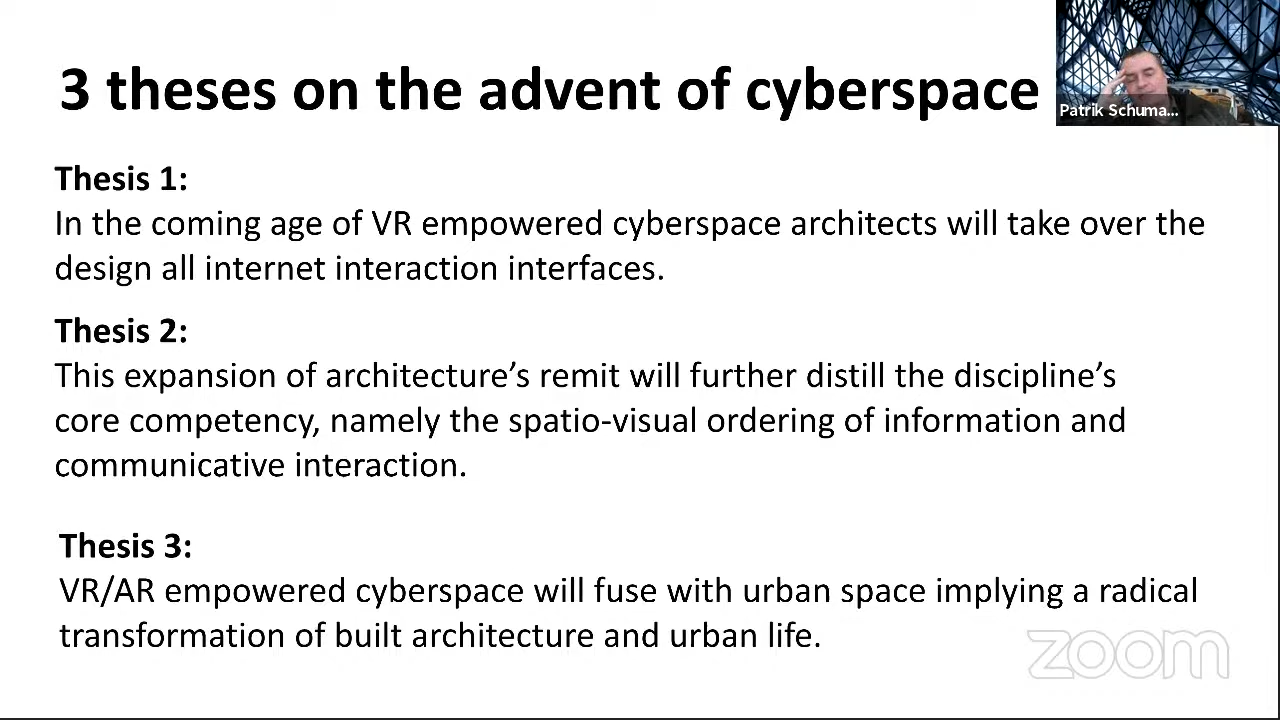 3 theses on the advent of cyberspace
Patrik Schuma...
Thesis 1:
In the coming age of VR empowered cyberspace architects will take over the
design all internet interaction interfaces.
Thesis 2:
This expansion of architecture’s remit will further distill the discipline’s
core competency, namely the spatio-visual ordering of information and
communicative interaction.
Thesis 3:
VR/AR empowered cyberspace will fuse with urban space implying a radical
transformation of built architecture and urban life.
zoom